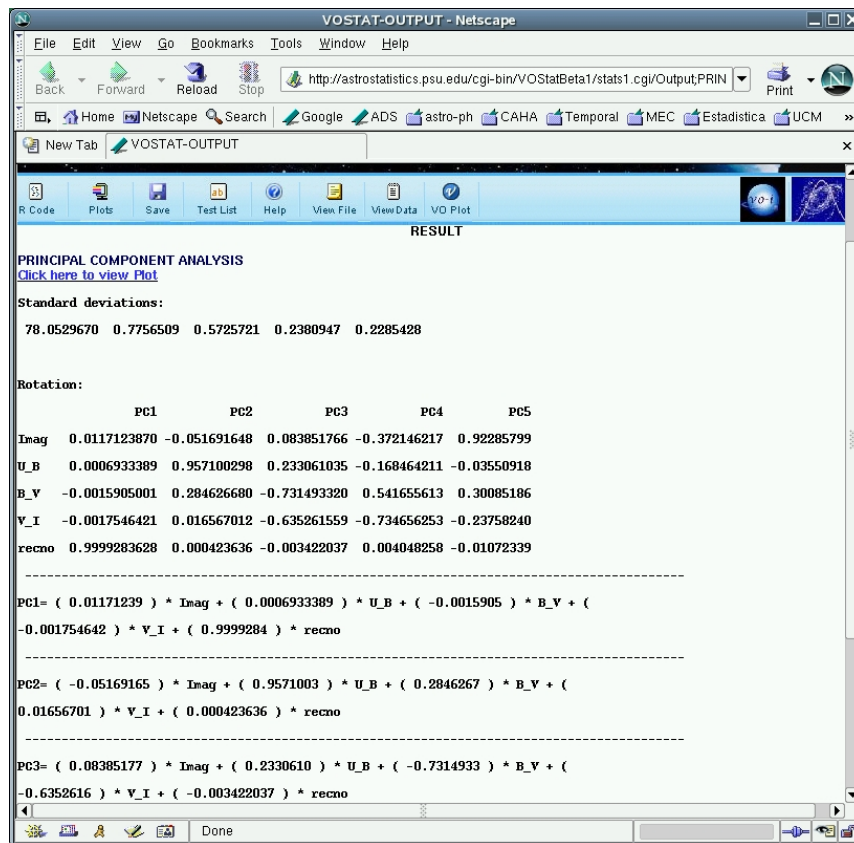 VOSTAT-OUTPUT - Netscape
File Edit View Go Bookmarks Tools Window Help
Back Forward Reload Stop http://astrostatistics.psu.edu/cgi-bin/VOStatBeta1/stats1.cgi/Output;PRIN Print N
Home Netscape Search Google ADS astro-ph CAHA Temporal MEC Estadistica UCM »
New Tab VOSTAT-OUTPUT
R Code Plots Save Test List Help View File View Data VO Plot
RESULT
PRINCIPAL COMPONENT ANALYSIS
Click here to view Plot
Standard deviations:
78.0529670 0.7756509 0.5725721 0.2380947 0.2285428
Rotation:
PC1 PC2 PC3 PC4 PC5
Imag 0.0117123870 -0.051691648 0.083851766 -0.372146217 0.92285799
U_B 0.0006933389 0.957100298 0.233061035 -0.168464211 -0.03550918
B_V -0.0015905001 0.284626680 -0.731493320 0.541655613 0.30085186
V_I -0.0017546421 0.016567012 -0.635261559 -0.734656253 -0.23758240
recno 0.9999283628 0.000423636 -0.003422037 0.004048258 -0.01072339
-----------------------------------------------------------------------------------------
PC1= ( 0.01171239 ) * Imag + ( 0.0006933389 ) * U_B + ( -0.0015905 ) * B_V + (
-0.001754642 ) * V_I + ( 0.9999284 ) * recno
-----------------------------------------------------------------------------------------
PC2= ( -0.05169165 ) * Imag + ( 0.9571003 ) * U_B + ( 0.2846267 ) * B_V + (
0.01656701 ) * V_I + ( 0.000423636 ) * recno
-----------------------------------------------------------------------------------------
PC3= ( 0.08385177 ) * Imag + ( 0.2330610 ) * U_B + ( -0.7314933 ) * B_V + (
-0.6352616 ) * V_I + ( -0.003422037 ) * recno
Done